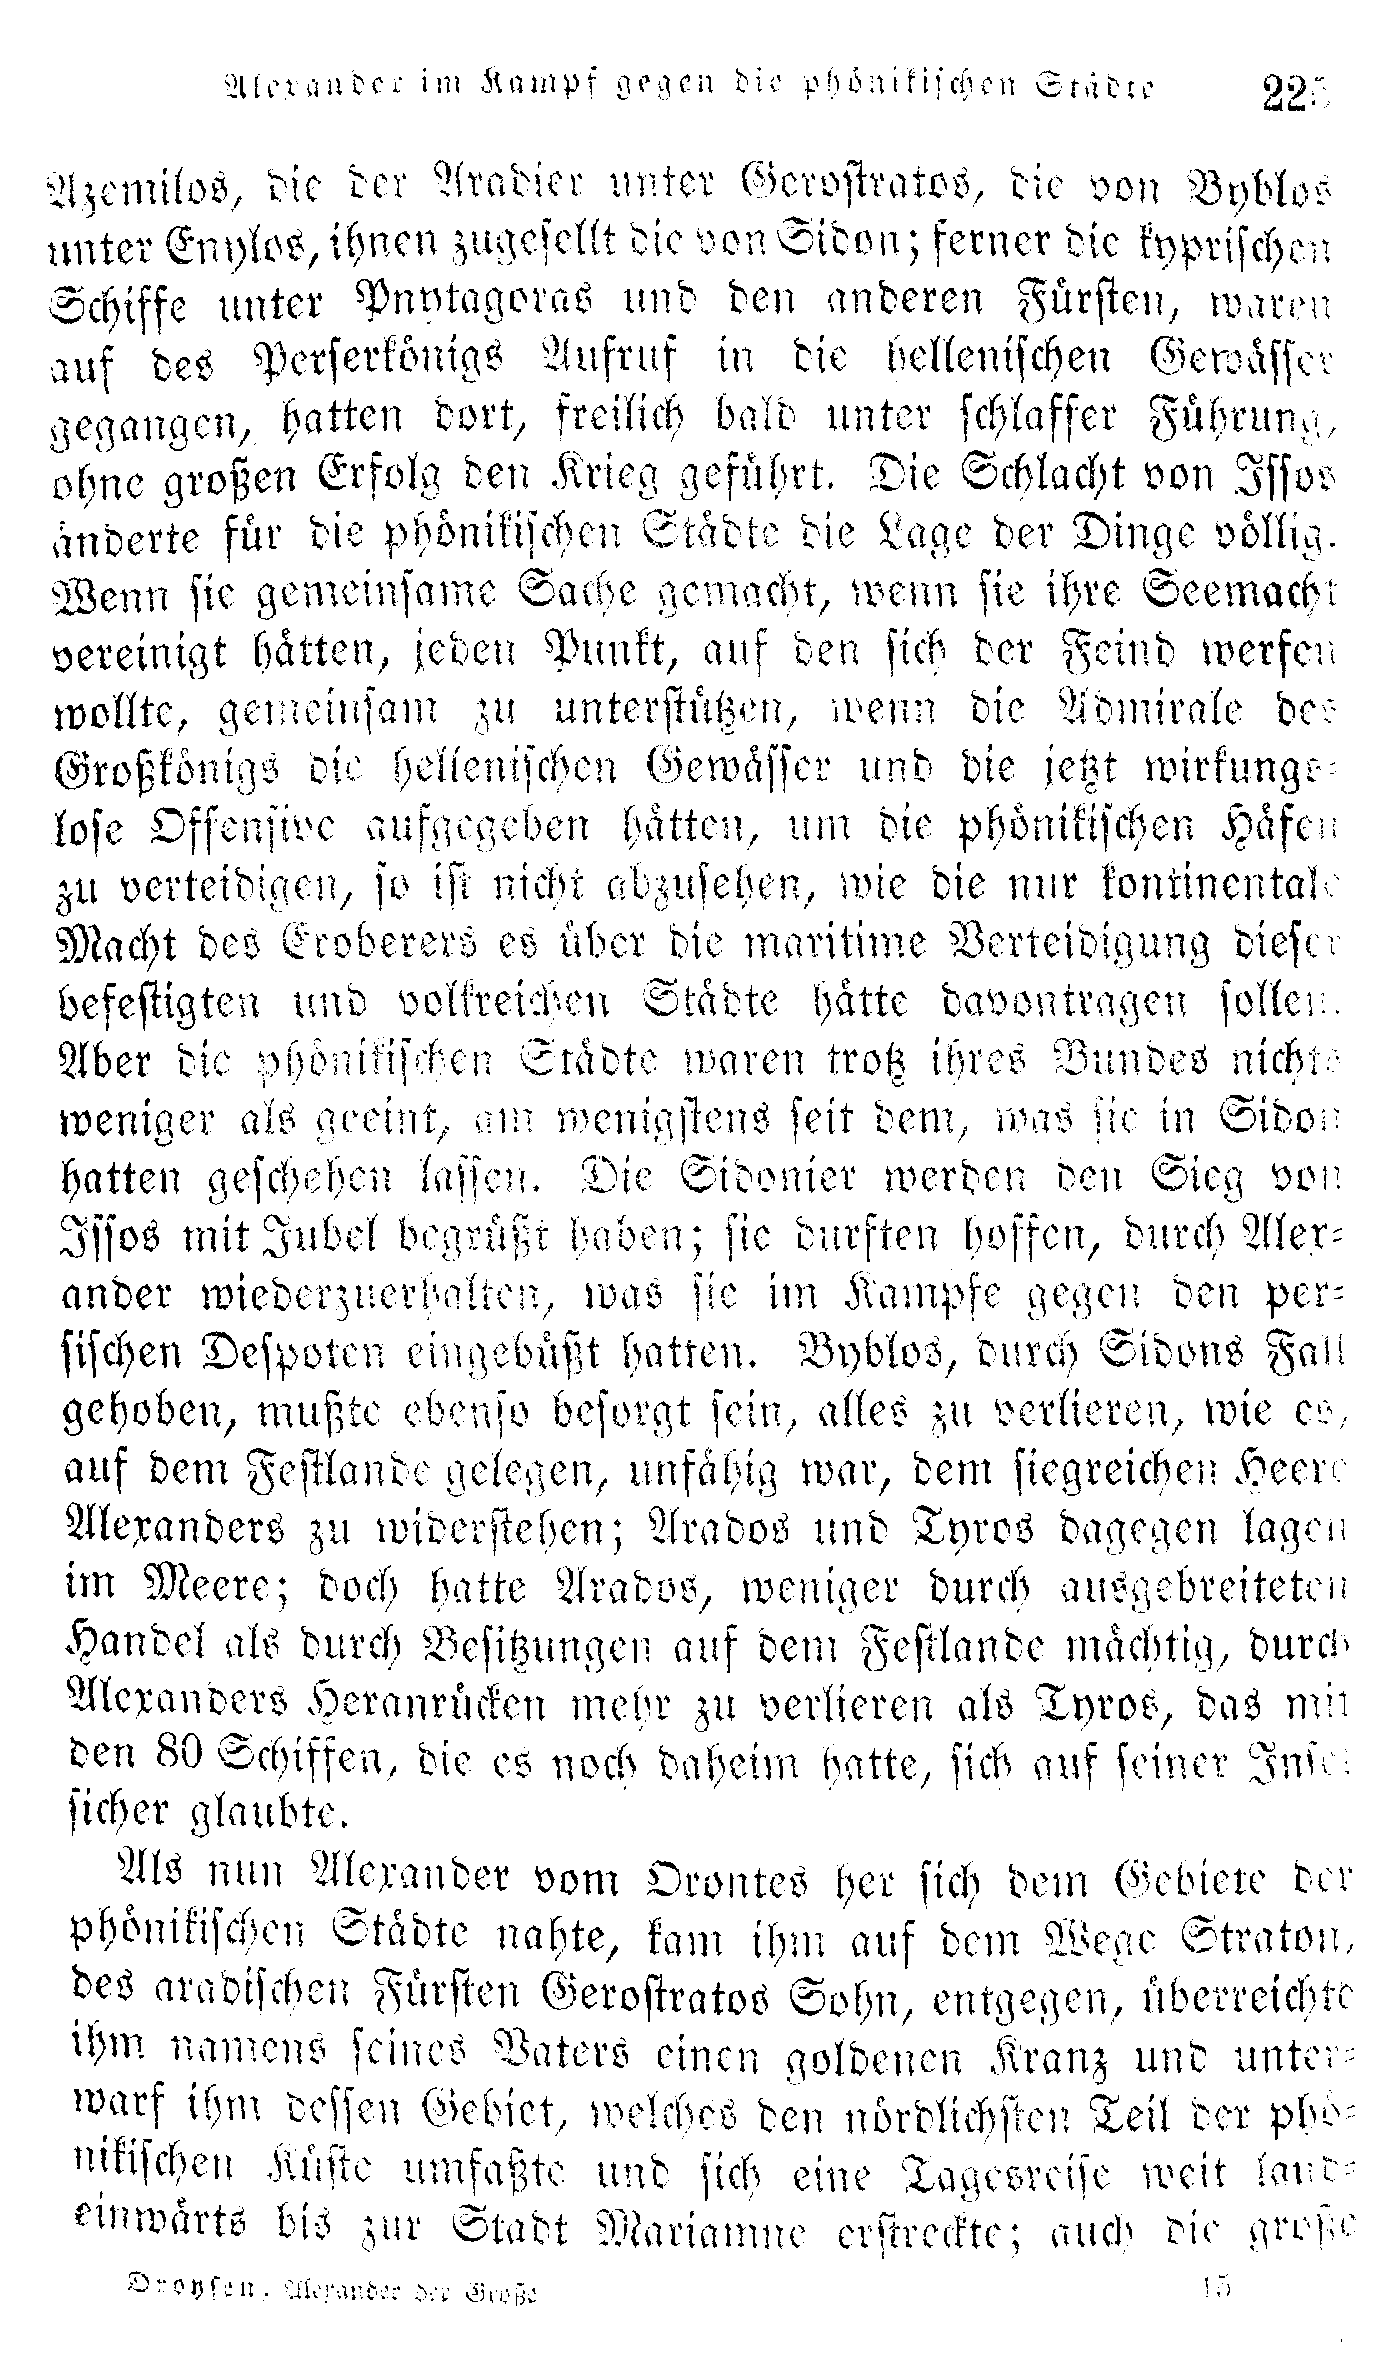 Alexander im Kampf gegen die phönikischen Städte 225
Azemilos, die der Aradier unter Gerostratos, die von Byblos
unter Enylos, ihnen zugesellt die von Sidon; ferner die kyprischen
Schiffe unter Pnytagoras und den anderen Fürsten, waren
auf des Perserkönigs Aufruf in die hellenischen Gewässer
gegangen, hatten dort, freilich bald unter schlaffer Führung,
ohne großen Erfolg den Krieg geführt. Die Schlacht von Issos
änderte für die phönikischen Städte die Lage der Dinge völlig.
Wenn sie gemeinsame Sache gemacht, wenn sie ihre Seemacht
vereinigt hätten, jeden Punkt, auf den sich der Feind werfen
wollte, gemeinsam zu unterstützen, wenn die Admirale des
Großkönigs die hellenischen Gewässer und die jetzt wirkungs-
lose Offensive aufgegeben hätten, um die phönikischen Häfen
zu verteidigen, so ist nicht abzusehen, wie die nur kontinentale
Macht des Eroberers es über die maritime Verteidigung dieser
befestigten und volkreichen Städte hätte davontragen sollen.
Aber die phönikischen Städte waren trotz ihres Bundes nichts
weniger als geeint, am wenigstens seit dem, was sie in Sidon
hatten geschehen lassen. Die Sidonier werden den Sieg von
Issos mit Jubel begrüßt haben; sie durften hoffen, durch Alex-
ander wiederzuerhalten, was sie im Kampfe gegen den per-
sischen Despoten eingebüßt hatten. Byblos, durch Sidons Fall
gehoben, mußte ebenso besorgt sein, alles zu verlieren, wie es,
auf dem Festlande gelegen, unfähig war, dem siegreichen Heere
Alexanders zu widerstehen; Arados und Tyros dagegen lagen
im Meere; doch hatte Arados, weniger durch ausgebreiteten
Handel als durch Besitzungen auf dem Festlande mächtig, durch
Alexanders Heranrücken mehr zu verlieren als Tyros, das mit
den 80 Schiffen, die es noch daheim hatte, sich auf seiner Insel
sicher glaubte.
Als nun Alexander vom Orontes her sich dem Gebiete der
phönikischen Städte nahte, kam ihm auf dem Wege Straton,
des aradischen Fürsten Gerostratos Sohn, entgegen, überreichte
ihm namens seines Vaters einen goldenen Kranz und unter-
warf ihm dessen Gebiet, welches den nördlichsten Teil der phö-
nikischen Küste umfaßte und sich eine Tagesreise weit land-
einwärts bis zur Stadt Mariamne erstreckte; auch die große
Droysen, Alexander der Große 15